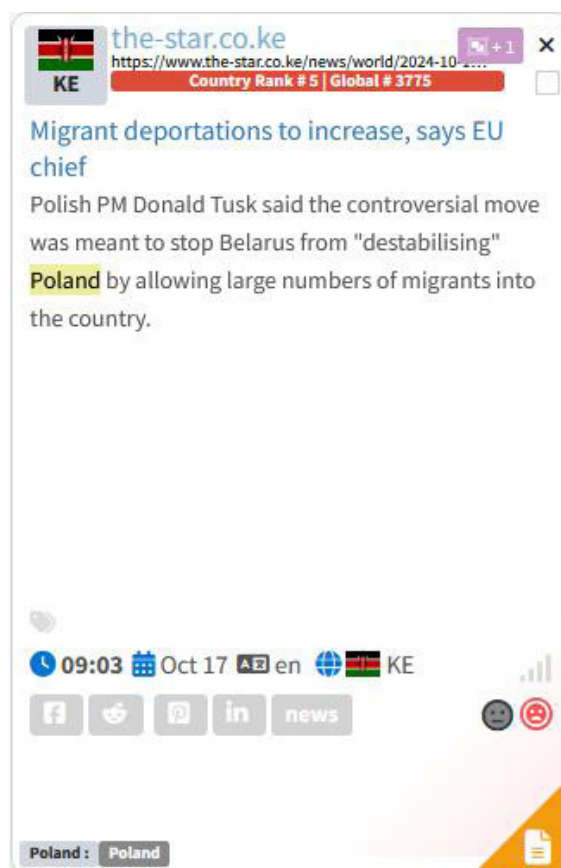 the-star.co.ke
+1
https://www.the-star.co.ke/news/world/2024-10-1...
KE
Country Rank # 5 | Global # 3775
Migrant deportations to increase, says EU
chief
Polish PM Donald Tusk said the controversial move
was meant to stop Belarus from "destabilising"
Poland by allowing large numbers of migrants into
the country.
09:03 Oct 17 en KE
news
Poland : Poland